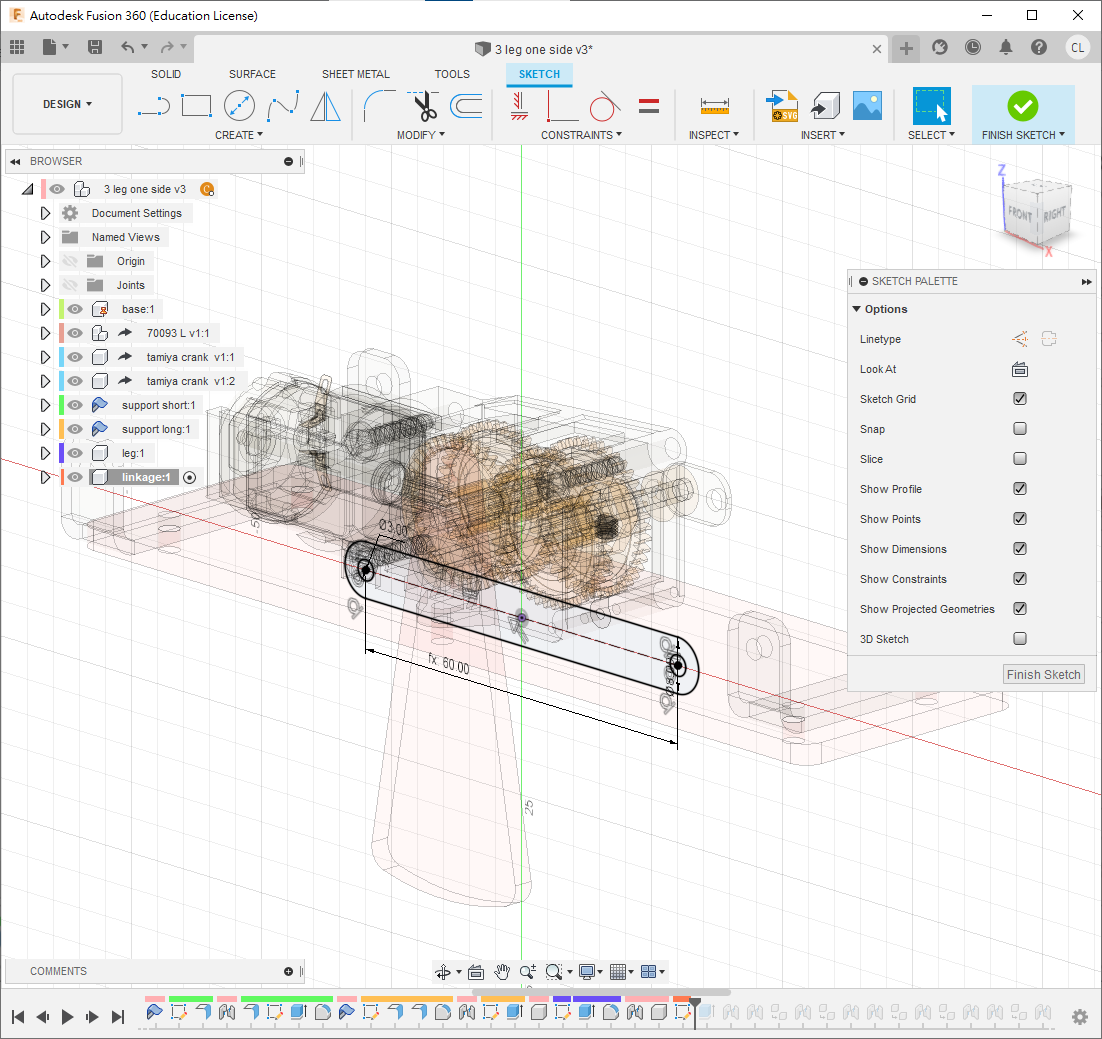 Autodesk Fusion 360 (Education License)
3 leg one side v3*
CL
SOLID SURFACE SHEET METAL TOOLS SKETCH
DESIGN
CREATE MODIFY CONSTRAINTS INSPECT INSERT SELECT FINISH SKETCH
SVG
BROWSER
3 leg one side v3
Document Settings
Named Views
Origin
Joints
base:1
70093 L v1:1
tamiya crank v1:1
tamiya crank v1:2
support short:1
support long:1
leg:1
linkage:1
Z
FRONT
RIGHT
X
SKETCH PALETTE
Options
Linetype
Look At
Sketch Grid
Snap
Slice
Show Profile
Show Points
Show Dimensions
Show Constraints
Show Projected Geometries
3D Sketch
Finish Sketch
-50
Ø3.00
fx: 60.00
25
COMMENTS